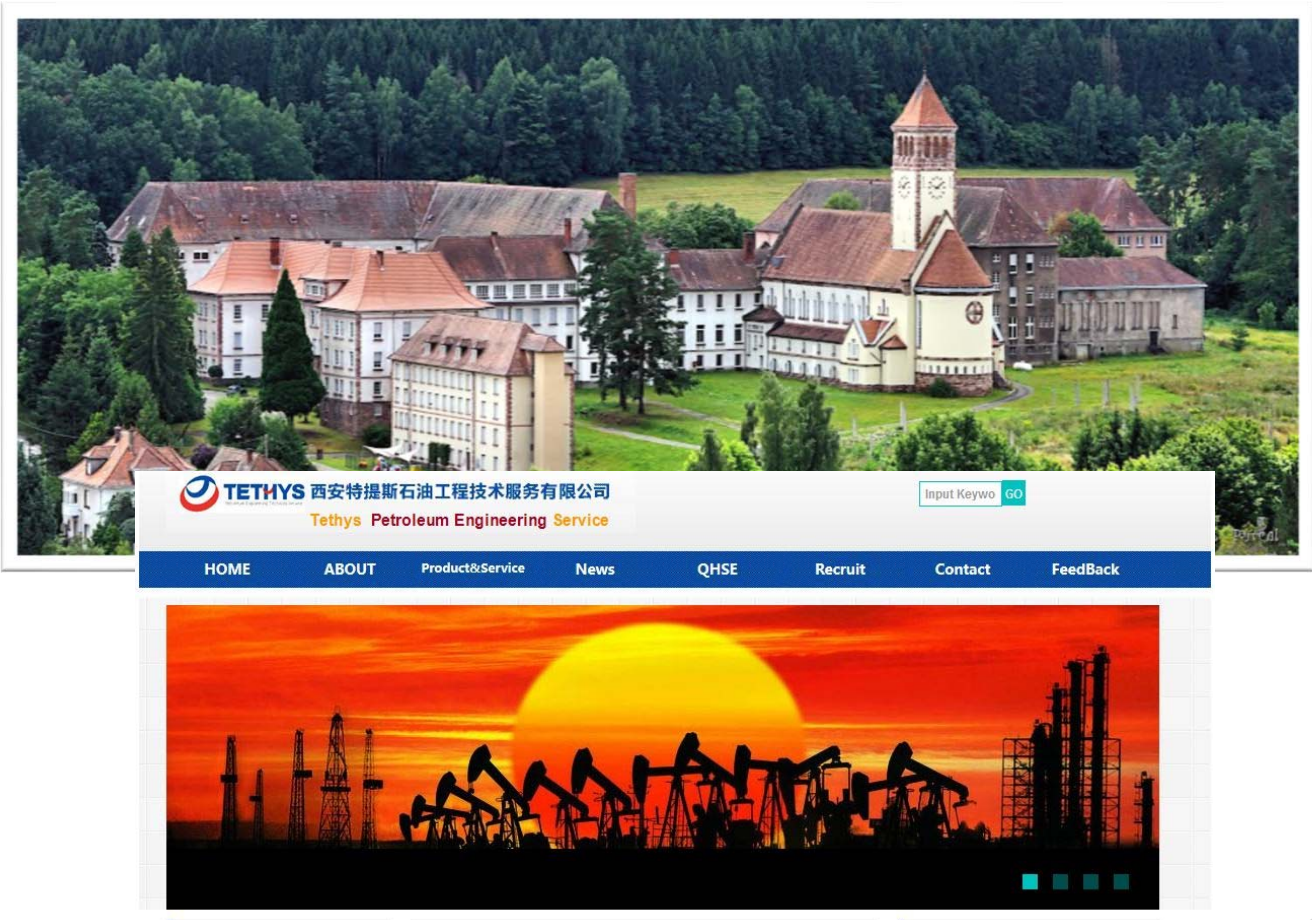 TETHYS 西安特提斯石油工程技术服务有限公司
Tethys Petroleum Engineering Service
Input Keywo GO
HOME ABOUT Product&Service News QHSE Recruit Contact FeedBack